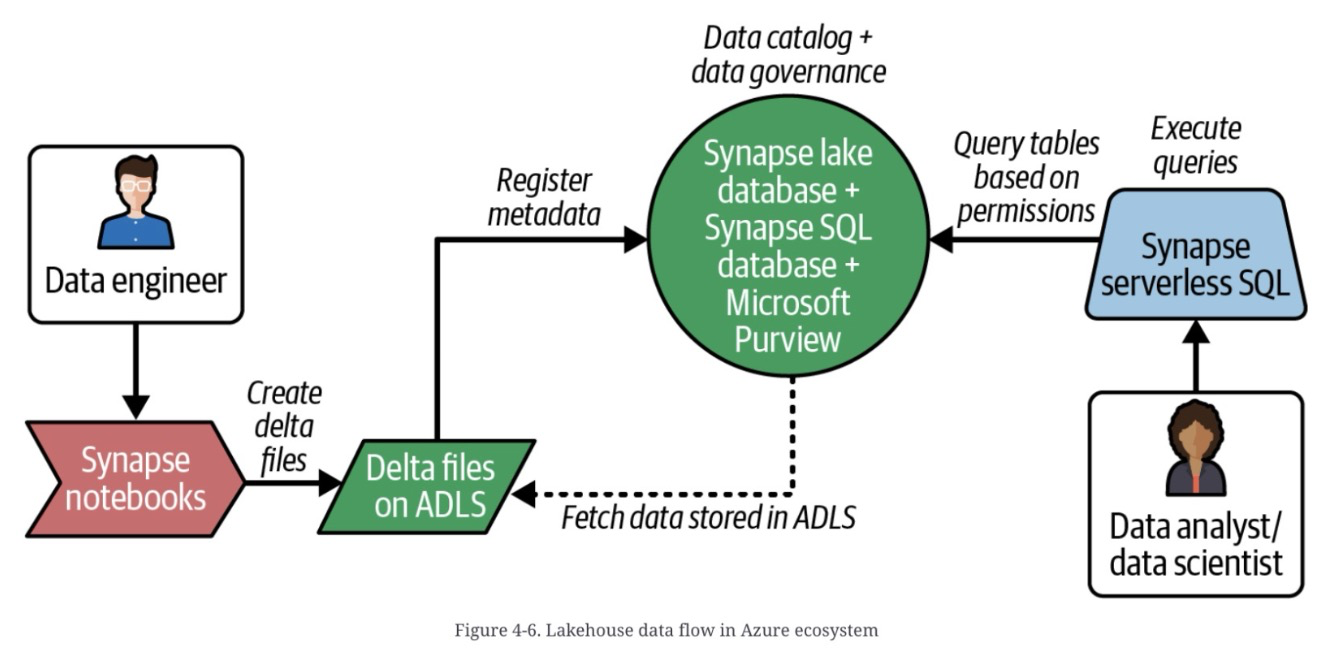 Data catalog +
data governance
Synapse lake
database +
Synapse SQL
database +
Microsoft
Purview
Data engineer
Register
metadata
Query tables
based on
permissions
Execute
queries
Synapse
serverless SQL
Create
delta
files
Synapse
notebooks
Delta files
on ADLS
Fetch data stored in ADLS
Data analyst/
data scientist
Figure 4-6. Lakehouse data flow in Azure ecosystem